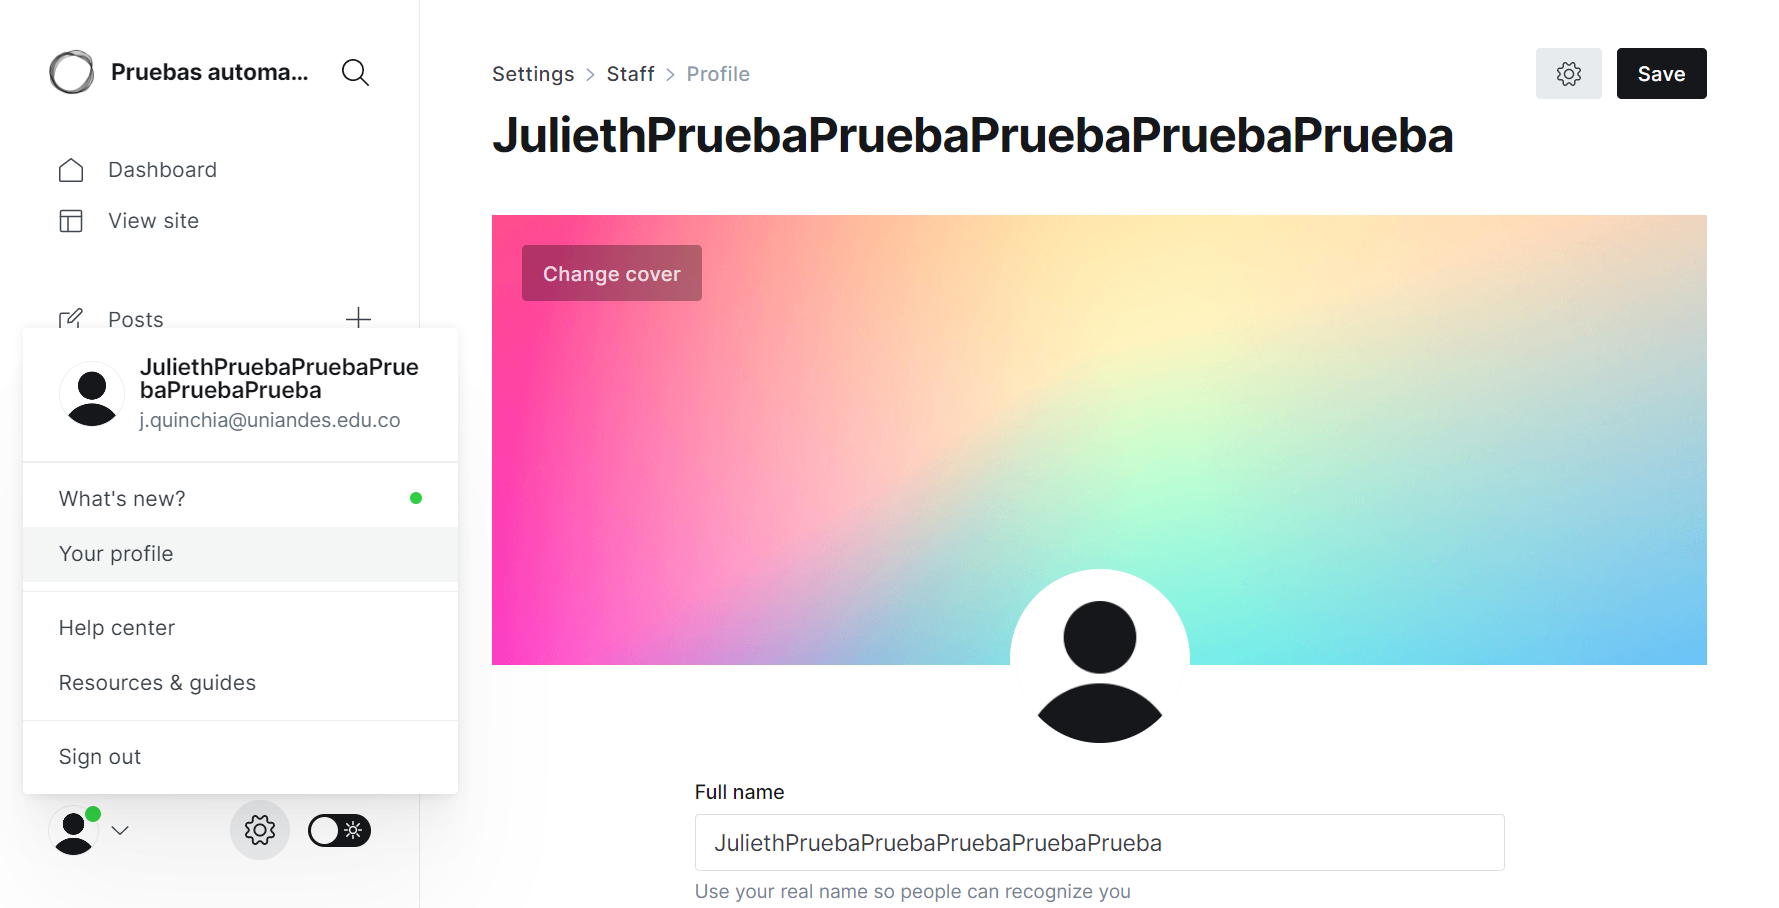 Pruebas automa...
Dashboard
View site
Posts
JuliethPruebaPruebaPrue
baPruebaPrueba
j.quinchia@uniandes.edu.co
What's new?
Your profile
Help center
Resources & guides
Sign out
Settings > Staff > Profile
Save
JuliethPruebaPruebaPruebaPruebaPrueba
Change cover
Full name
JuliethPruebaPruebaPruebaPruebaPrueba
Use your real name so people can recognize you